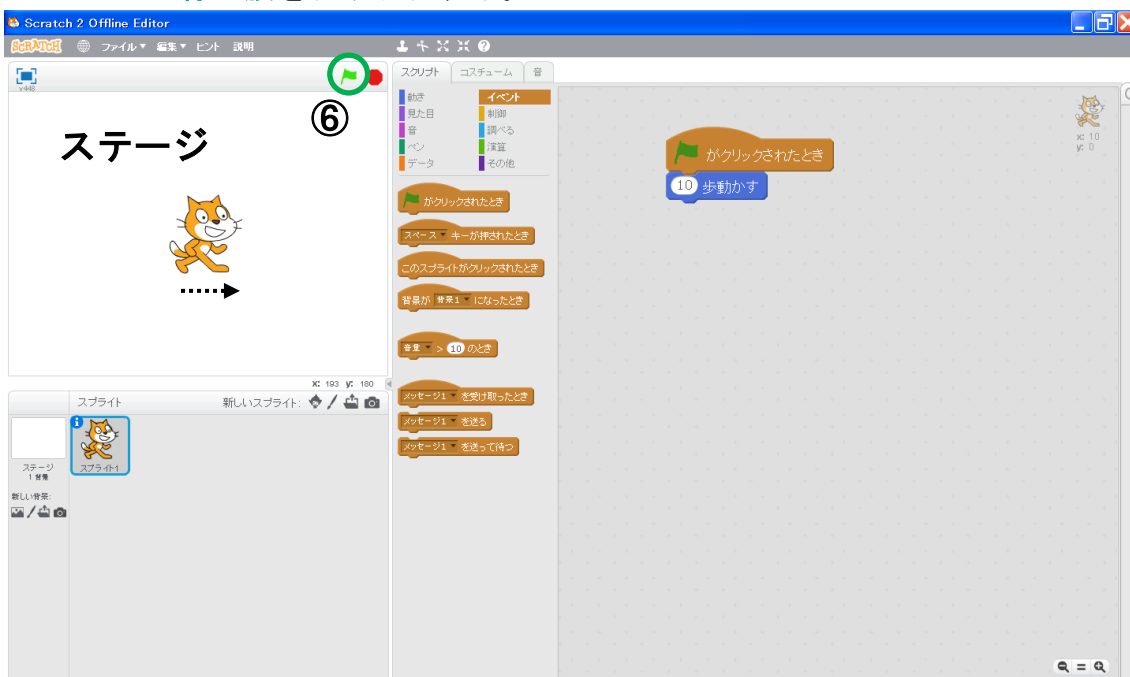 Scratch 2 Offline Editor
SCRATCH ファイル 編集 ヒント 説明
v448
⑥
ステージ
X: 193 y: 180
スクリプト コスチューム 音
動き イベント
見た目 制御
音 調べる
ペン 演算
データ その他
がクリックされたとき
スペース キーが押されたとき
このスプライトがクリックされたとき
背景が 背景1 になったとき
音量 > 10 のとき
メッセージ1 を受け取ったとき
メッセージ1 を送る
メッセージ1 を送って待つ
がクリックされたとき
10 歩動かす
x: 10
y: 0
スプライト 新しいスプライト:
ステージ
1 背景
スプライト1
新しい背景: